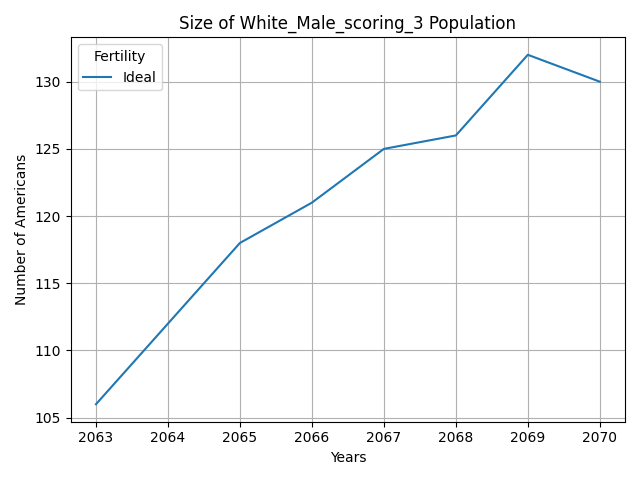 Size of White_Male_scoring_3 Population
Fertility
Ideal
Number of Americans
130
125
120
115
110
105
2063 2064 2065 2066 2067 2068 2069 2070
Years